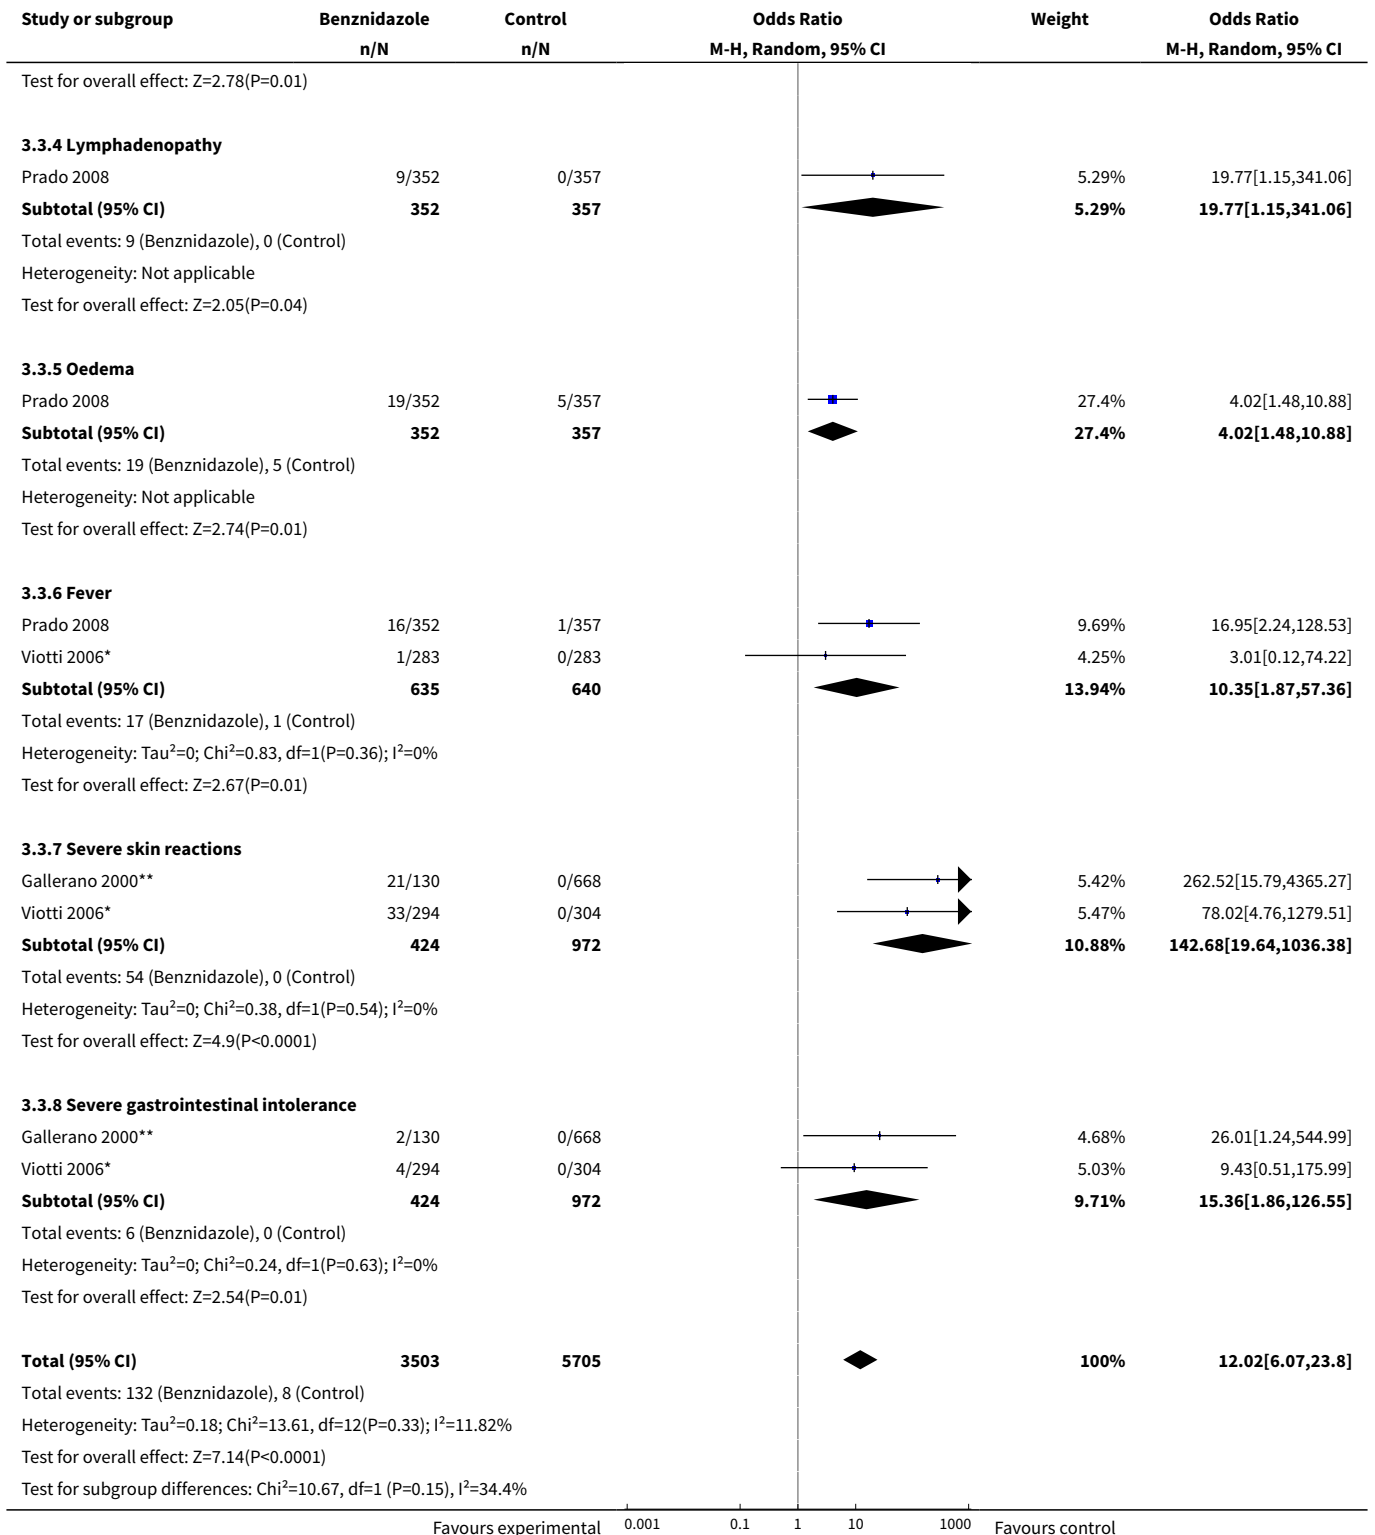 Study or subgroup Benznidazole Control Odds Ratio Weight Odds Ratio
n/N n/N M-H, Random, 95% CI M-H, Random, 95% CI
Test for overall effect: Z=2.78(P=0.01)
3.3.4 Lymphadenopathy
Prado 2008 9/352 0/357 5.29% 19.77[1.15,341.06]
Subtotal (95% CI) 352 357 5.29% 19.77[1.15,341.06]
Total events: 9 (Benznidazole), 0 (Control)
Heterogeneity: Not applicable
Test for overall effect: Z=2.05(P=0.04)
3.3.5 Oedema
Prado 2008 19/352 5/357 27.4% 4.02[1.48,10.88]
Subtotal (95% CI) 352 357 27.4% 4.02[1.48,10.88]
Total events: 19 (Benznidazole), 5 (Control)
Heterogeneity: Not applicable
Test for overall effect: Z=2.74(P=0.01)
3.3.6 Fever
Prado 2008 16/352 1/357 9.69% 16.95[2.24,128.53]
Viotti 2006* 1/283 0/283 4.25% 3.01[0.12,74.22]
Subtotal (95% CI) 635 640 13.94% 10.35[1.87,57.36]
Total events: 17 (Benznidazole), 1 (Control)
Heterogeneity: Tau²=0; Chi²=0.83, df=1(P=0.36); I²=0%
Test for overall effect: Z=2.67(P=0.01)
3.3.7 Severe skin reactions
Gallerano 2000** 21/130 0/668 5.42% 262.52[15.79,4365.27]
Viotti 2006* 33/294 0/304 5.47% 78.02[4.76,1279.51]
Subtotal (95% CI) 424 972 10.88% 142.68[19.64,1036.38]
Total events: 54 (Benznidazole), 0 (Control)
Heterogeneity: Tau²=0; Chi²=0.38, df=1(P=0.54); I²=0%
Test for overall effect: Z=4.9(P<0.0001)
3.3.8 Severe gastrointestinal intolerance
Gallerano 2000** 2/130 0/668 4.68% 26.01[1.24,544.99]
Viotti 2006* 4/294 0/304 5.03% 9.43[0.51,175.99]
Subtotal (95% CI) 424 972 9.71% 15.36[1.86,126.55]
Total events: 6 (Benznidazole), 0 (Control)
Heterogeneity: Tau²=0; Chi²=0.24, df=1(P=0.63); I²=0%
Test for overall effect: Z=2.54(P=0.01)
Total (95% CI) 3503 5705 100% 12.02[6.07,23.8]
Total events: 132 (Benznidazole), 8 (Control)
Heterogeneity: Tau²=0.18; Chi²=13.61, df=12(P=0.33); I²=11.82%
Test for overall effect: Z=7.14(P<0.0001)
Test for subgroup differences: Chi²=10.67, df=1 (P=0.15), I²=34.4%
Favours experimental 0.001 0.1 1 10 1000 Favours control